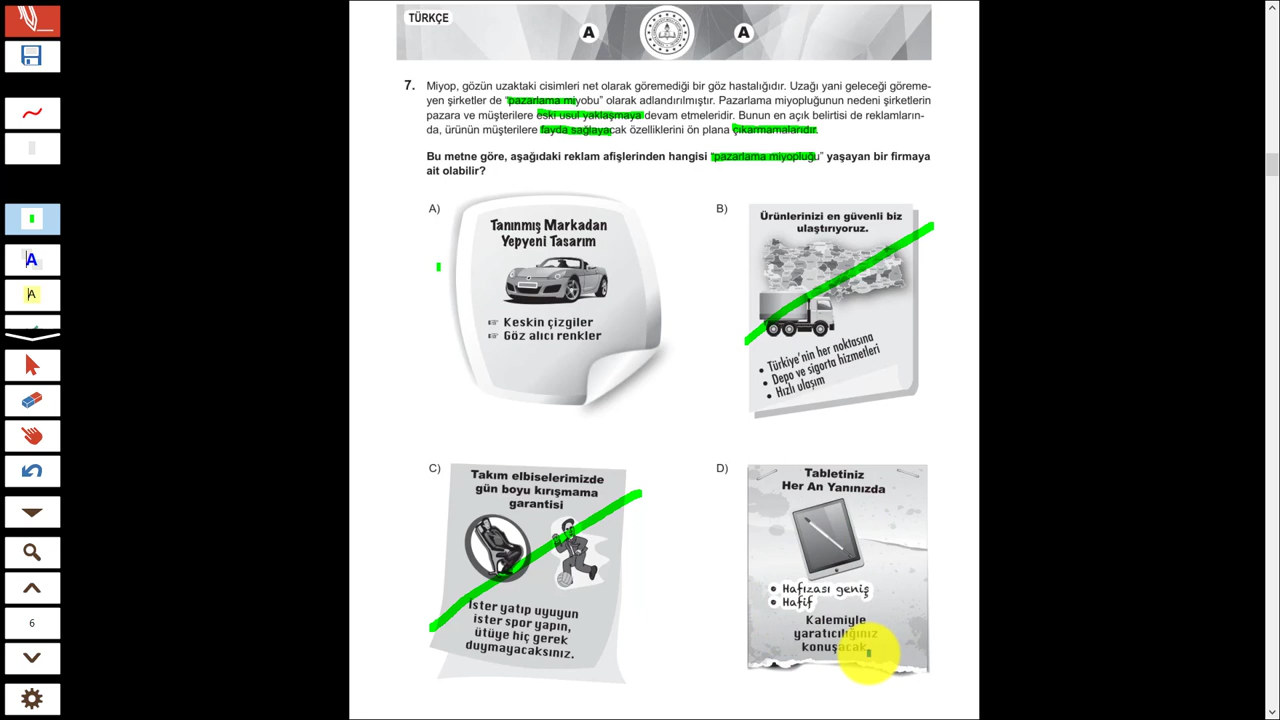 TÜRKÇE
A
A
7. Miyop, gözün uzaktaki cisimleri net olarak göremediği bir göz hastalığıdır. Uzağı yani geleceği göreme-
yen şirketler de "pazarlama miyobu" olarak adlandırılmıştır. Pazarlama miyopluğunun nedeni şirketlerin
pazara ve müşterilere eski usul yaklaşmaya devam etmeleridir. Bunun en açık belirtisi de reklamların-
da, ürünün müşterilere fayda sağlayacak özelliklerini ön plana çıkarmamalarıdır.
Bu metne göre, aşağıdaki reklam afişlerinden hangisi "pazarlama miyopluğu" yaşayan bir firmaya
ait olabilir?
A)
Tanınmış Markadan
Yepyeni Tasarım
☞ Keskin çizgiler
☞ Göz alıcı renkler
B)
Ürünlerinizi en güvenli biz
ulaştırıyoruz.
• Türkiye'nin her noktasına
• Depo ve sigorta hizmetleri
• Hızlı ulaşım
C)
Takım elbiselerimizde
gün boyu kırışmama
garantisi
İster yatıp uyuyun
ister spor yapın,
ütüye hiç gerek
duymayacaksınız.
D)
Tabletiniz
Her An Yanınızda
• Hafızası geniş
• Hafif
Kalemiyle
yaratıcılığınız
konuşacak.
A
A
6